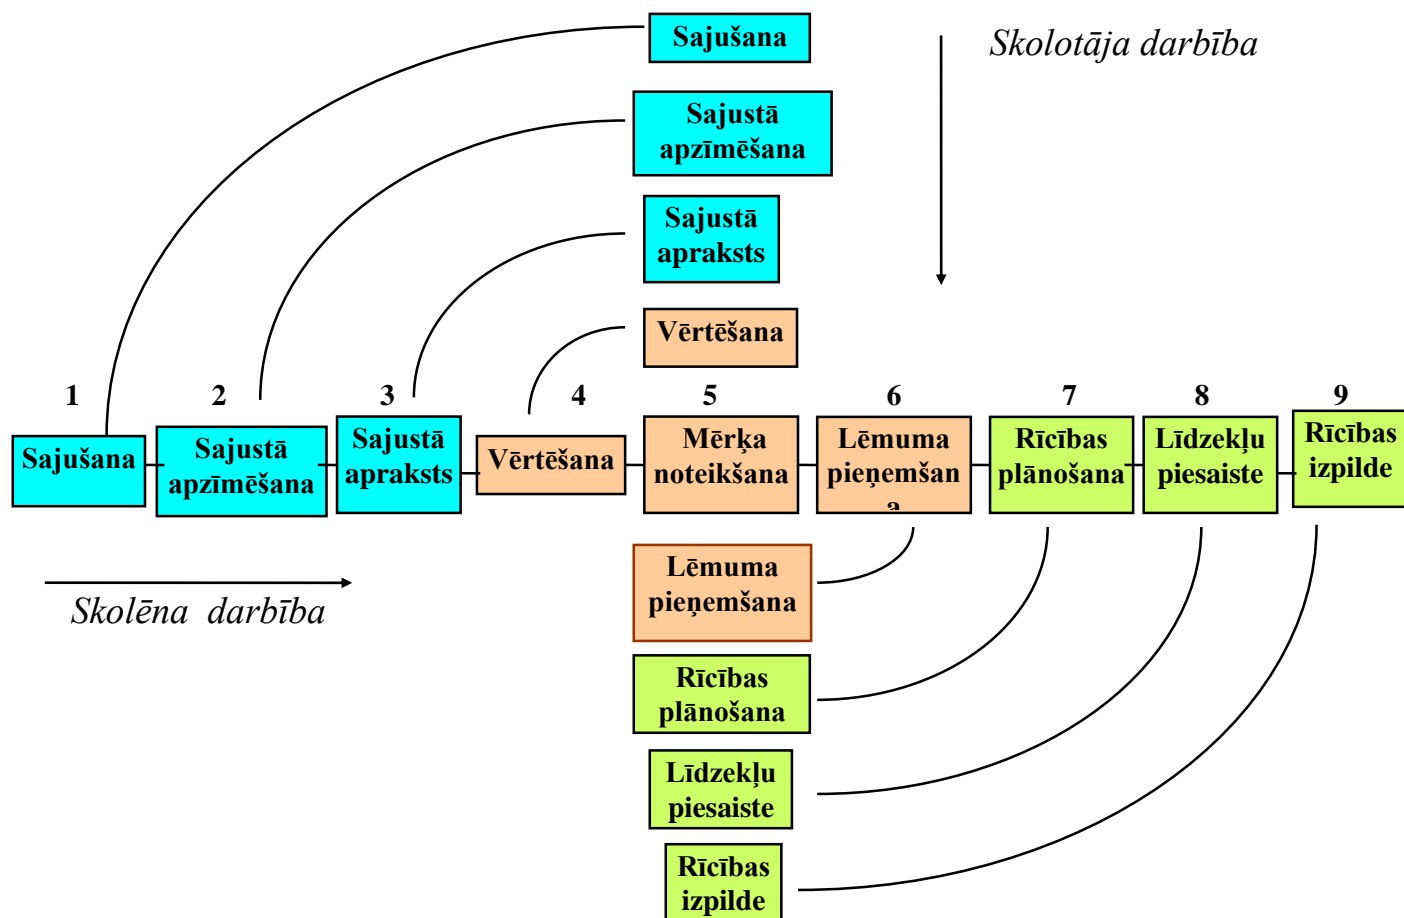 Sajušana
Skolotāja darbība
Sajustā
apzīmēšana
Sajustā
apraksts
Vērtēšana
1 2 3 4 5 6 7 8 9
Sajušana
Sajustā
apzīmēšana
Sajustā
apraksts
Vērtēšana
Mērķa
noteikšana
Lēmuma
pieņemšan
a
Rīcības
plānošana
Līdzekļu
piesaiste
Rīcības
izpilde
Skolēna darbība
Lēmuma
pieņemšana
Rīcības
plānošana
Līdzekļu
piesaiste
Rīcības
izpilde